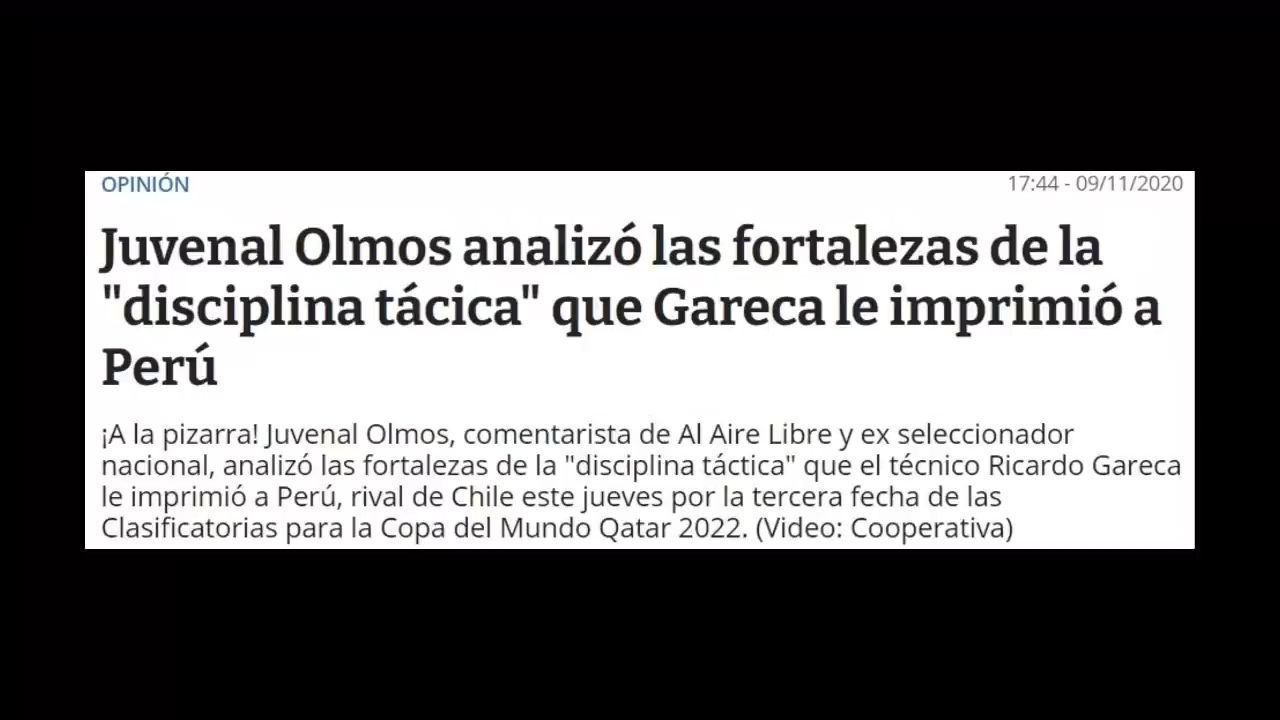 OPINIÓN
17:44 - 09/11/2020
Juvenal Olmos analizó las fortalezas de la
"disciplina tácica" que Gareca le imprimió a
Perú
¡A la pizarra! Juvenal Olmos, comentarista de Al Aire Libre y ex seleccionador
nacional, analizó las fortalezas de la "disciplina táctica" que el técnico Ricardo Gareca
le imprimió a Perú, rival de Chile este jueves por la tercera fecha de las
Clasificatorias para la Copa del Mundo Qatar 2022. (Video: Cooperativa)